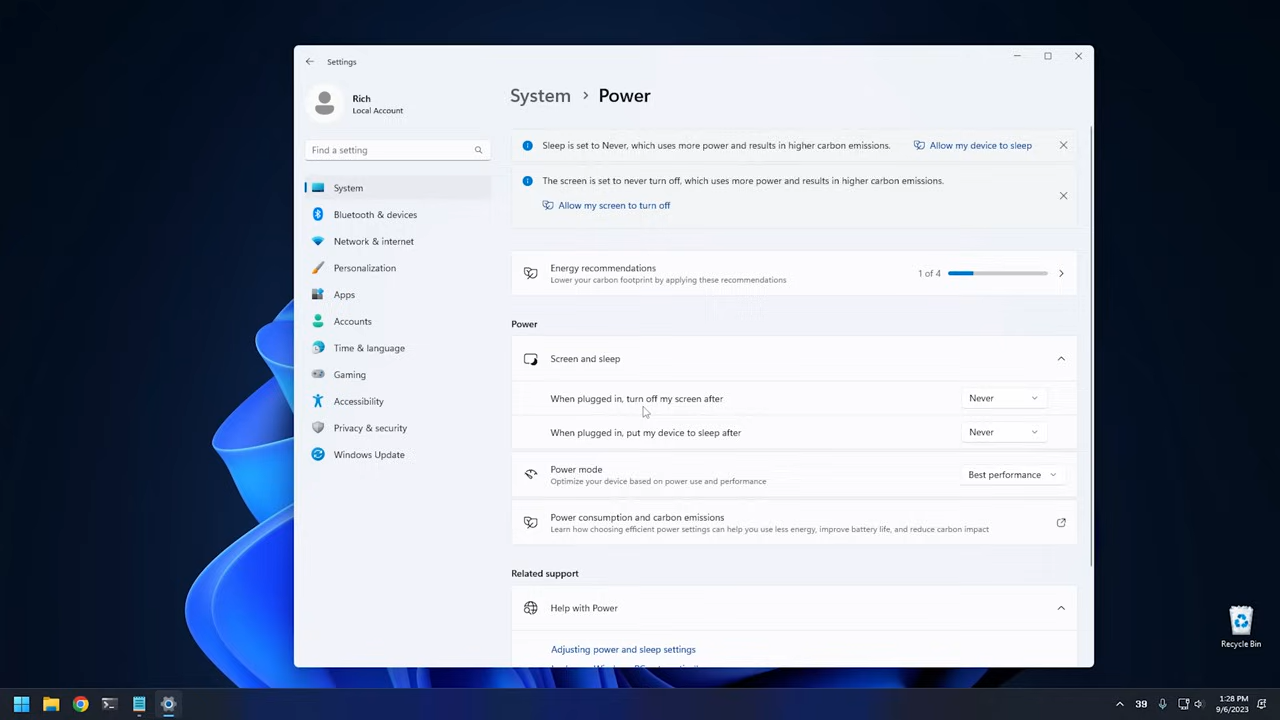 Settings
Rich
Local Account
Find a setting
System
Bluetooth & devices
Network & internet
Personalization
Apps
Accounts
Time & language
Gaming
Accessibility
Privacy & security
Windows Update
System › Power
Sleep is set to Never, which uses more power and results in higher carbon emissions.
Allow my device to sleep
The screen is set to never turn off, which uses more power and results in higher carbon emissions.
Allow my screen to turn off
Energy recommendations
Lower your carbon footprint by applying these recommendations
1 of 4
Power
Screen and sleep
When plugged in, turn off my screen after
Never
When plugged in, put my device to sleep after
Never
Power mode
Optimize your device based on power use and performance
Best performance
Power consumption and carbon emissions
Learn how choosing efficient power settings can help you use less energy, improve battery life, and reduce carbon impact
Related support
Help with Power
Adjusting power and sleep settings
Recycle Bin
39
1:28 PM
9/6/2023